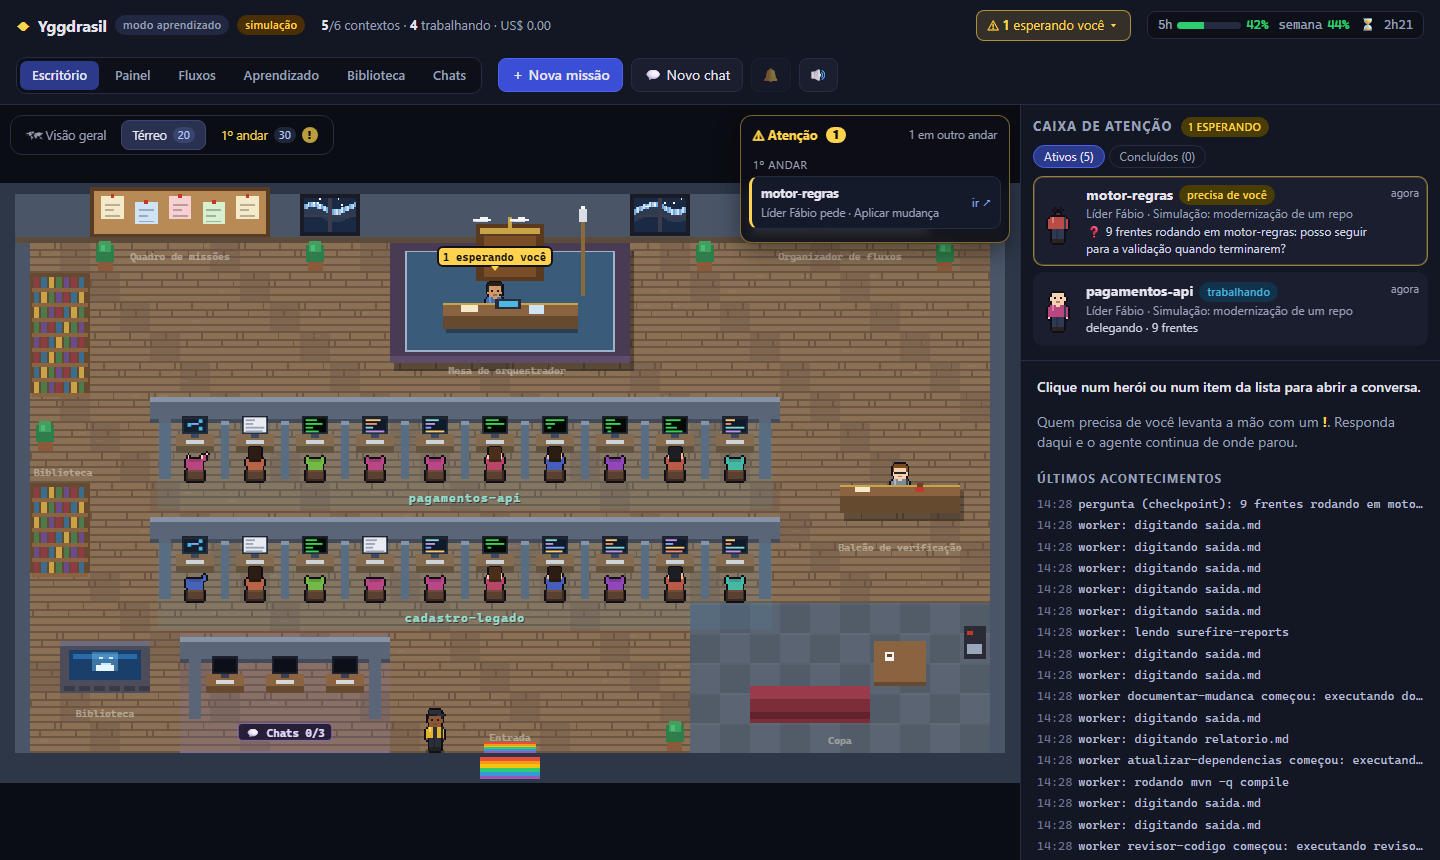 Yggdrasil modo aprendizado simulação 5/6 contextos · 4 trabalhando · US$ 0.00
1 esperando você
5h 42% semana 44% 2h21
Escritório Painel Fluxos Aprendizado Biblioteca Chats
+ Nova missão
Novo chat
Visão geral Térreo 20 1º andar 30 !
Atenção 1 1 em outro andar
1º ANDAR
motor-regras
Líder Fábio pede · Aplicar mudança
ir ↗
Quadro de missões
1 esperando você
Organizador de fluxos
Mesa do orquestrador
Biblioteca
pagamentos-api
Balcão de verificação
cadastro-legado
Biblioteca
Chats 0/3
Entrada
Copa
CAIXA DE ATENÇÃO 1 ESPERANDO
Ativos (5) Concluídos (0)
motor-regras precisa de você agora
Líder Fábio · Simulação: modernização de um repo
❓ 9 frentes rodando em motor-regras: posso seguir
para a validação quando terminarem?
pagamentos-api trabalhando agora
Líder Fábio · Simulação: modernização de um repo
delegando · 9 frentes
Clique num herói ou num item da lista para abrir a conversa.
Quem precisa de você levanta a mão com um !. Responda
daqui e o agente continua de onde parou.
ÚLTIMOS ACONTECIMENTOS
14:28 pergunta (checkpoint): 9 frentes rodando em moto…
14:28 worker: digitando saida.md
14:28 worker: digitando saida.md
14:28 worker: digitando saida.md
14:28 worker: digitando saida.md
14:28 worker: digitando saida.md
14:28 worker: lendo surefire-reports
14:28 worker: digitando saida.md
14:28 worker: digitando saida.md
14:28 worker documentar-mudanca começou: executando do…
14:28 worker: digitando saida.md
14:28 worker: digitando relatorio.md
14:28 worker atualizar-dependencias começou: executand…
14:28 worker: rodando mvn -q compile
14:28 worker: digitando saida.md
14:28 worker: digitando saida.md
14:28 worker revisor-codigo começou: executando reviso…